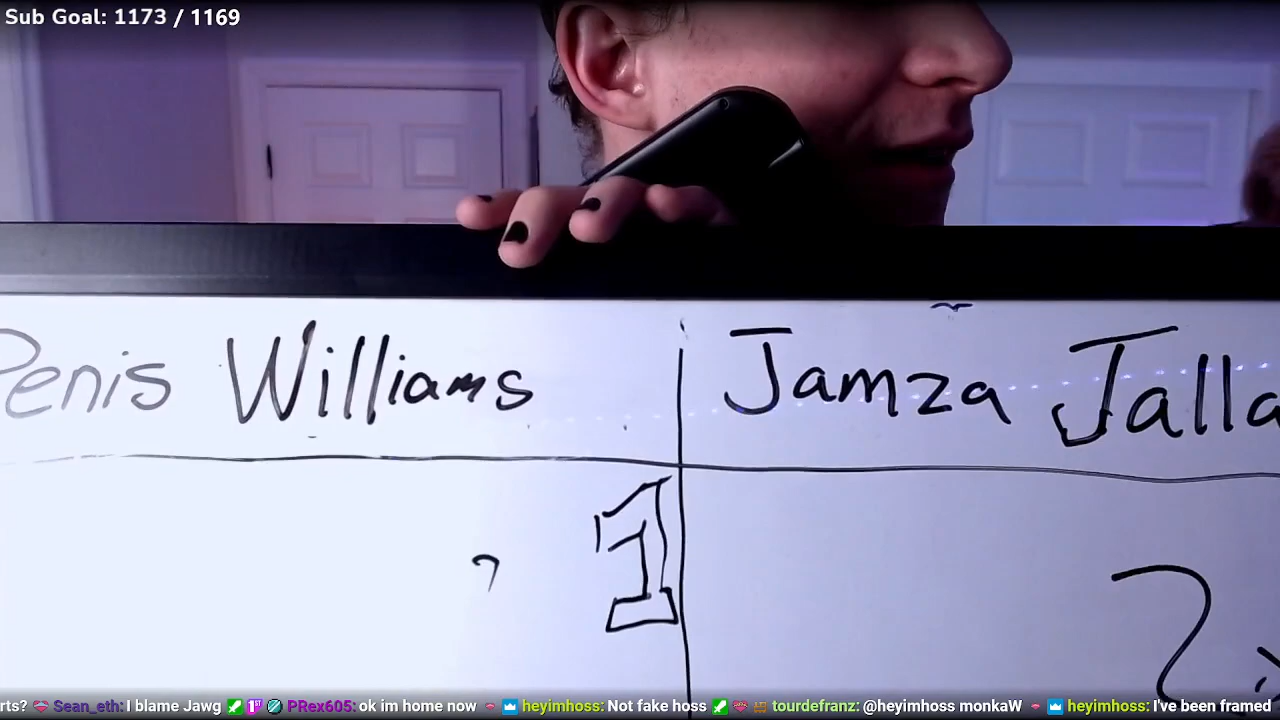 Sub Goal: 1173 / 1169
Penis Williams
Jamza Jalla
?
1
2
rts? Sean_eth: I blame Jawg 1st PRex605: ok im home now heyimhoss: Not fake hoss tourdefranz: @heyimhoss monkaW heyimhoss: I've been framed